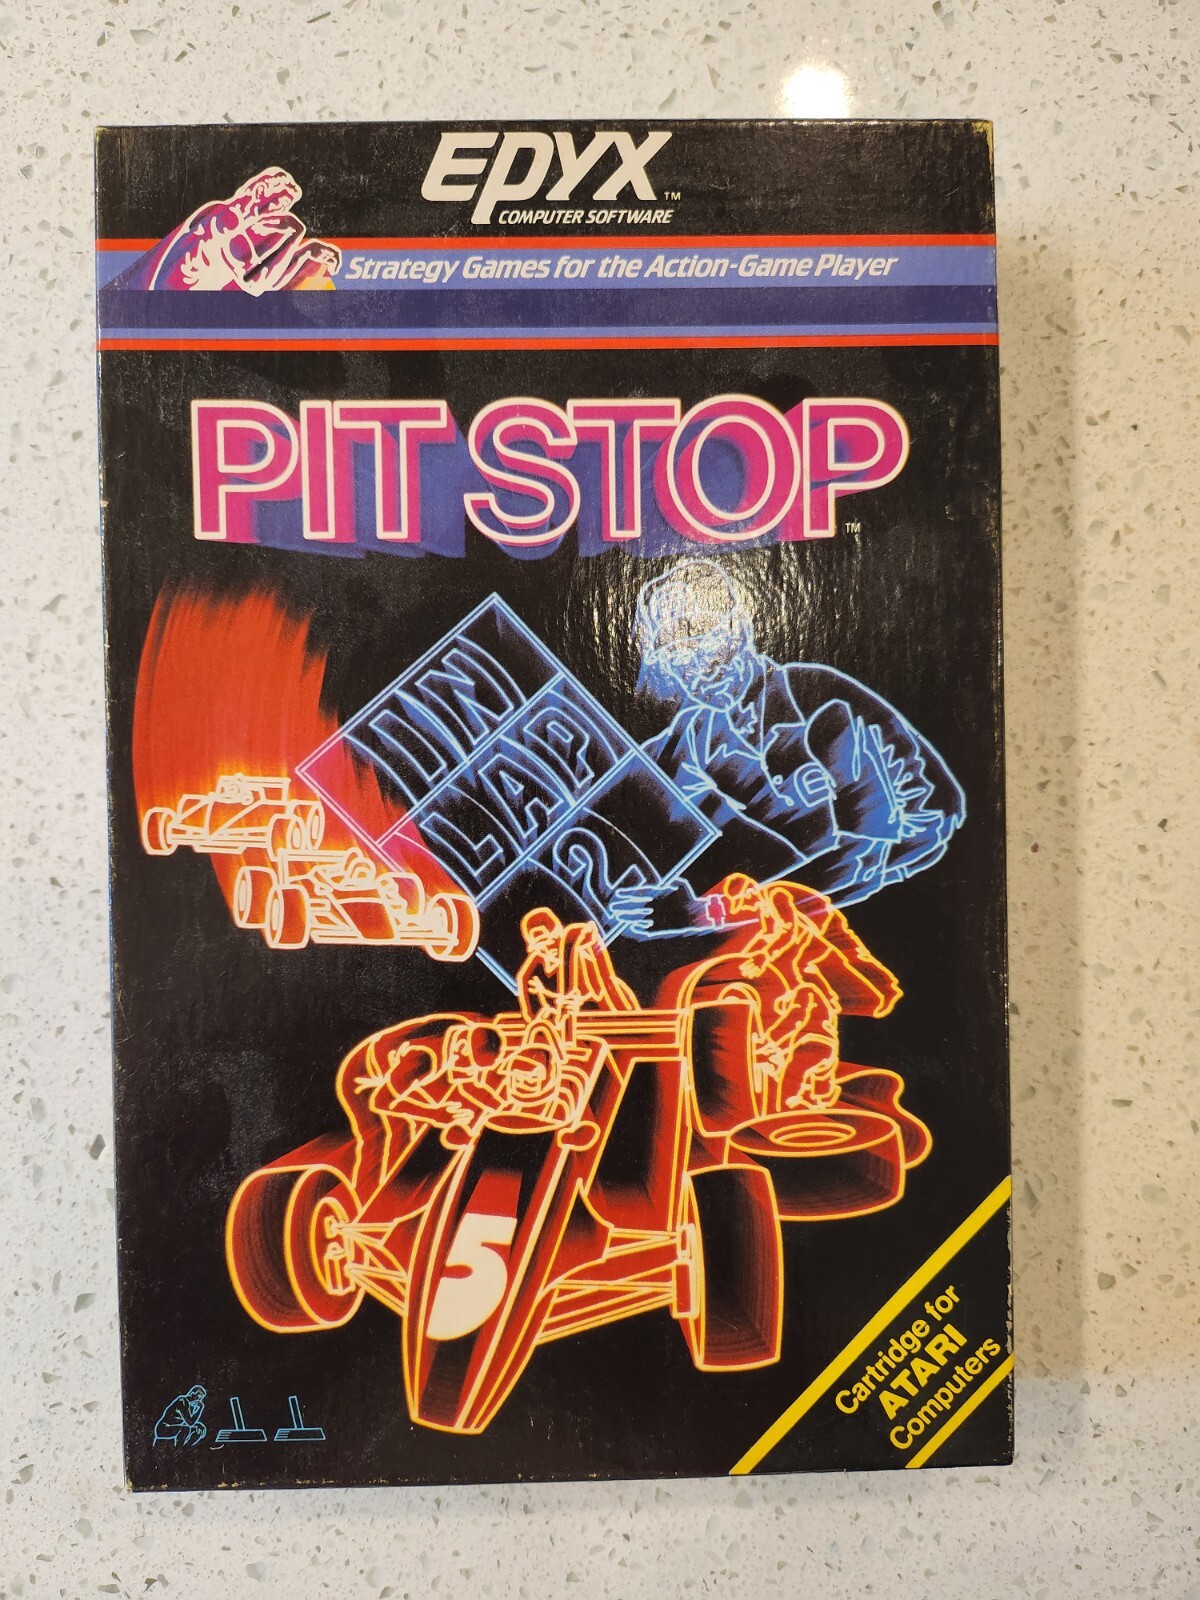 EPYX™
COMPUTER SOFTWARE
Strategy Games for the Action-Game Player
PIT STOP™
IN
LAP
2
5
Cartridge for
ATARI
Computers